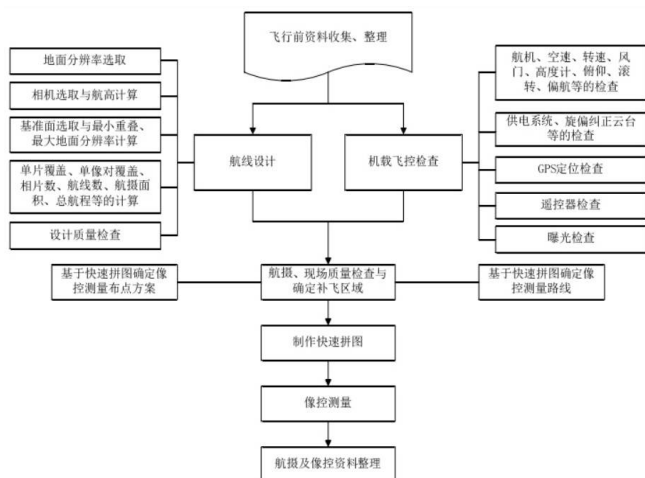 飞行前资料收集、整理
地面分辨率选取
相机选取与航高计算
基准面选取与最小重叠、
最大地面分辨率计算
单片覆盖、单像对覆盖、
相片数、航线数、航摄面
积、总航程等的计算
设计质量检查
航线设计
机载飞控检查
航机、空速、转速、风
门、高度计、俯仰、滚
转、偏航等的检查
供电系统、旋偏纠正云台
等的检查
GPS定位检查
遥控器检查
曝光检查
基于快速拼图确定像
控测量布点方案
航摄、现场质量检查与
确定补飞区域
基于快速拼图确定像
控测量路线
制作快速拼图
像控测量
航摄及像控资料整理